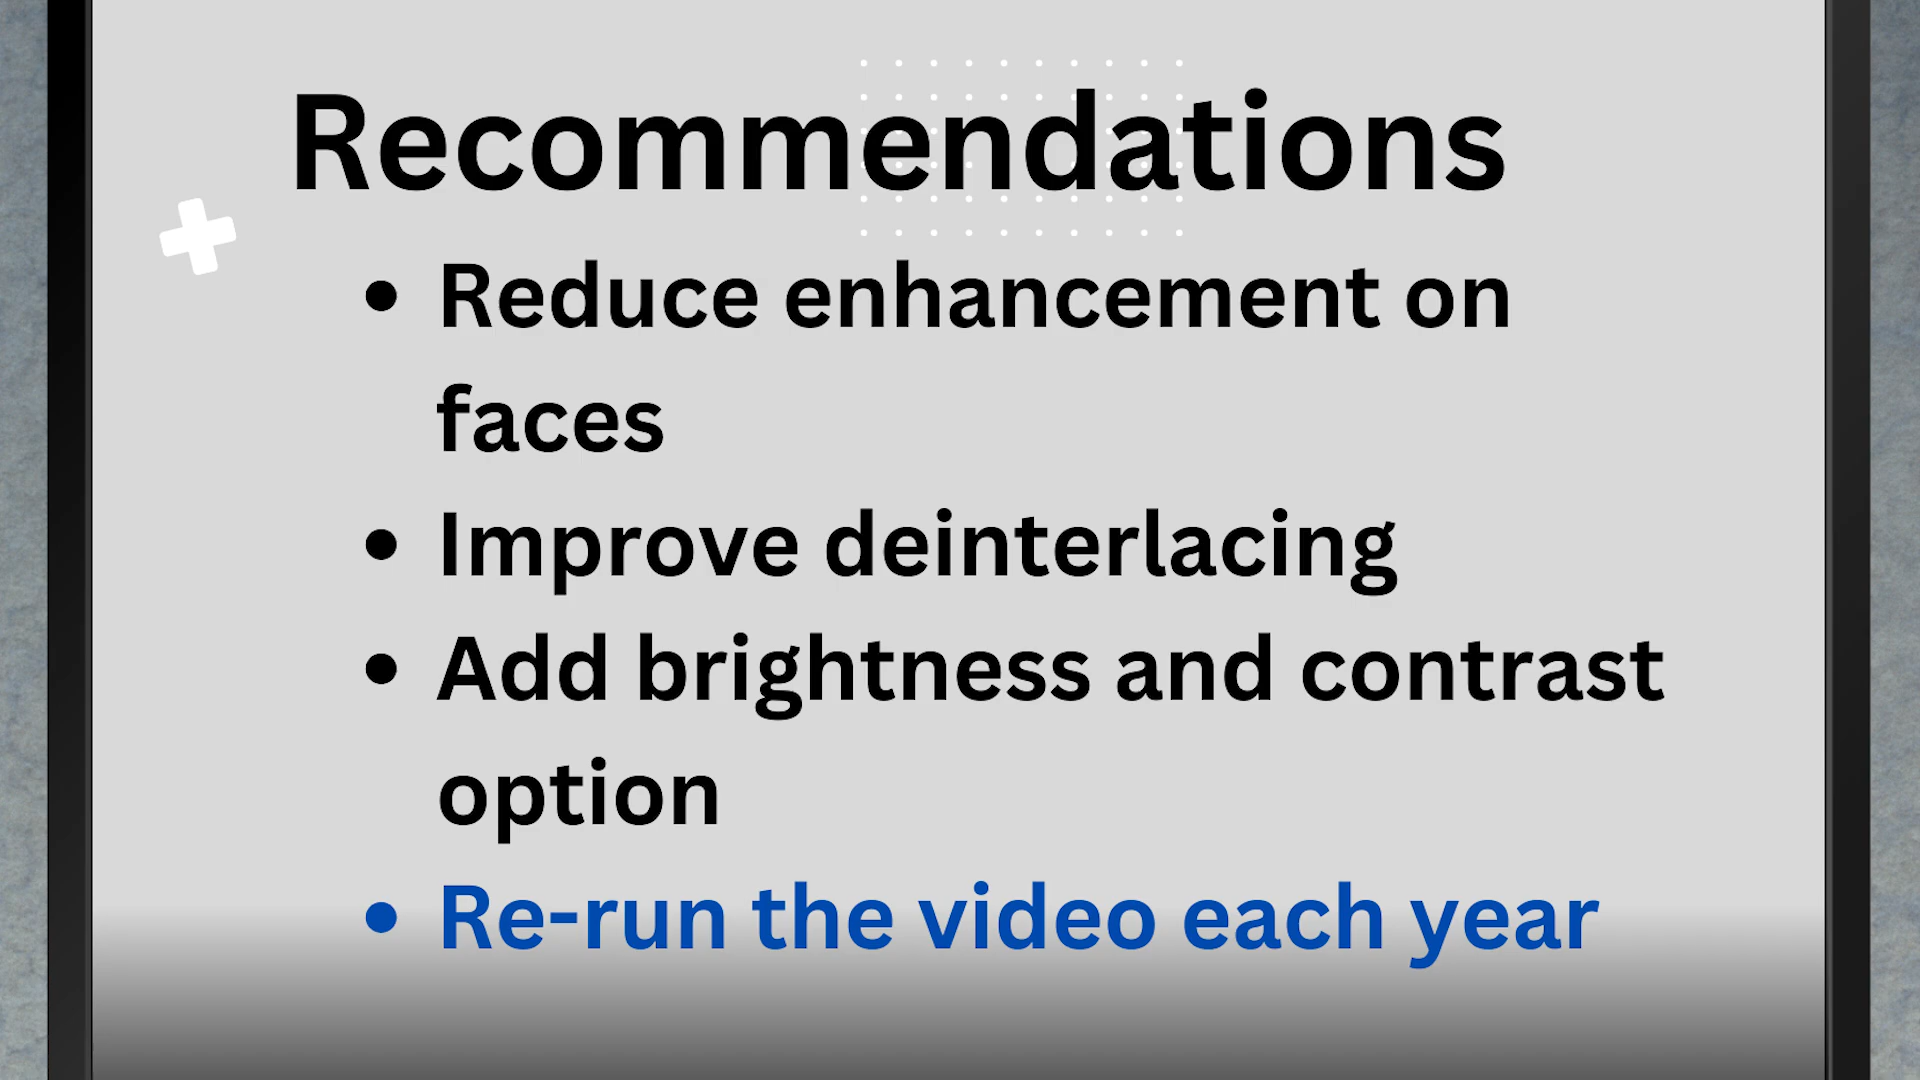 Recommendations
• Reduce enhancement on
faces
• Improve deinterlacing
• Add brightness and contrast
option
• Re-run the video each year